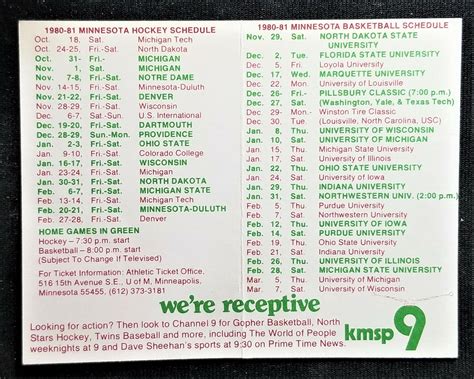 1980-81 MINNESOTA HOCKEY SCHEDULE
Oct. 18, Sat. Michigan Tech
Oct. 24-25, Fri.-Sat. North Dakota
Oct. 31- Fri.- MICHIGAN
Nov. 1, Sat. MICHIGAN
Nov. 7-8, Fri.-Sat. NOTRE DAME
Nov. 14-15, Fri.-Sat. Minnesota-Duluth
Nov. 21-22, Fri.-Sat. DENVER
Nov. 28-29, Fri.-Sat. Wisconsin
Dec. 6-7, Sat.-Sun. U.S. International
Dec. 19-20, Fri.-Sat. DARTMOUTH
Dec. 28-29, Sun.-Mon. PROVIDENCE
Jan. 2-3, Fri.-Sat. OHIO STATE
Jan. 9-10, Fri.-Sat. Colorado College
Jan. 16-17, Fri.-Sat. WISCONSIN
Jan. 23-24, Fri.-Sat. Denver
Jan. 30-31, Fri.-Sat. NORTH DAKOTA
Feb. 6-7, Fri.-Sat. MICHIGAN STATE
Feb. 13-14, Fri.-Sat. Michigan Tech
Feb. 20-21, Fri.-Sat. MINNESOTA-DULUTH
Feb. 27-28, Fri.-Sat. Wisconsin
HOME GAMES IN GREEN
Hockey – 7:30 p.m. start
Basketball – 8:00 p.m. start
(Subject To Change If Televised)
For Ticket Information: Athletic Ticket Office.
516 15th Avenue S.E., U of M, Minneapolis,
Minnesota 55455. (612) 373-3181
1980-81 MINNESOTA BASKETBALL SCHEDULE
Nov. 29, Sat. NORTH DAKOTA STATE
UNIVERSITY
Dec. 2, Tue. FLORIDA STATE UNIVERSITY
Dec. 5, Fri. Loyola University
Dec. 17, Wed. MARQUETTE UNIVERSITY
Dec. 22, Mon. University of Louisville
Dec. 26- Fri.- PILLSBURY CLASSIC (7:00 p.m.)
Dec. 27, Sat. (Washington, Yale, & Texas Tech)
Dec. 29- Mon.- Winston Tire Classic
Dec. 30, Tue. (Louisville, North Carolina, USC)
Jan. 8, Thu. UNIVERSITY OF WISCONSIN
Jan. 10, Sat. UNIVERSITY OF MICHIGAN
Jan. 15, Thu. Michigan State University
Jan. 17, Sat. University of Illinois
Jan. 22, Thu. OHIO STATE UNIVERSITY
Jan. 29, Thu. INDIANA UNIVERSITY
Jan. 31, Sat. NORTHWESTERN UNIV. (2:00 p.m.)
Feb. 5, Thu. Purdue University
Feb. 7, Sat. Northwestern University
Feb. 12, Thu. UNIVERSITY OF IOWA
Feb. 14, Sat. PURDUE UNIVERSITY
Feb. 19, Thu. Ohio State University
Feb. 21, Sat. Indiana University
Feb. 26, Thu. UNIVERSITY OF ILLINOIS
Feb. 28, Sat. MICHIGAN STATE UNIVERSITY
Mar. 5, Thu. University of Michigan
Mar. 7, Sat. University of Wisconsin
we're receptive
Looking for action? Then look to Channel 9 for Gopher Basketball, North
Stars Hockey, Twins Baseball and more, including The World of People
weeknights at 9 and Dave Sheehan's sports at 9:30 on Prime Time News.
kmsp 9